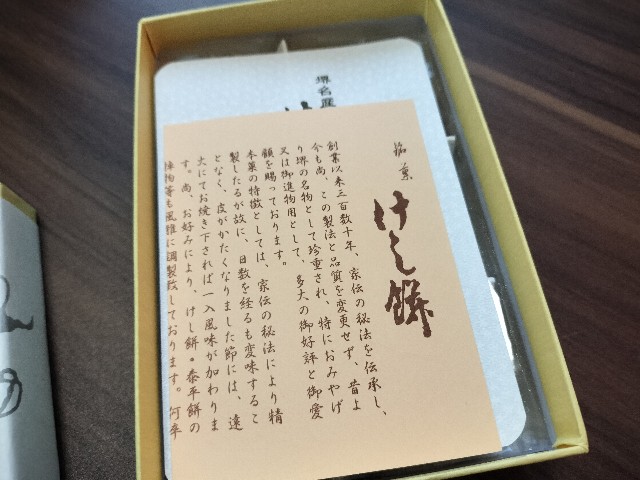 堺名産
銘菓
けし餅
創業以来三百数十年、家伝の秘法を伝承し、
今も尚、この製法と品質を変更せず、昔よ
り堺の名物として珍重され、特におみやげ
又は御進物用として、多大の御好評と御愛
顧を賜っております。
本菓の特徴としては、家伝の秘法により精
製したるが故に、日数を経るも変味するこ
となく、皮がかたくなりました節には、遠
火にてお焼き下されば一入風味が加わりま
す。尚、お好みにより、けし餅・泰平餅の
進物等も風雅に調製致しております。何卒